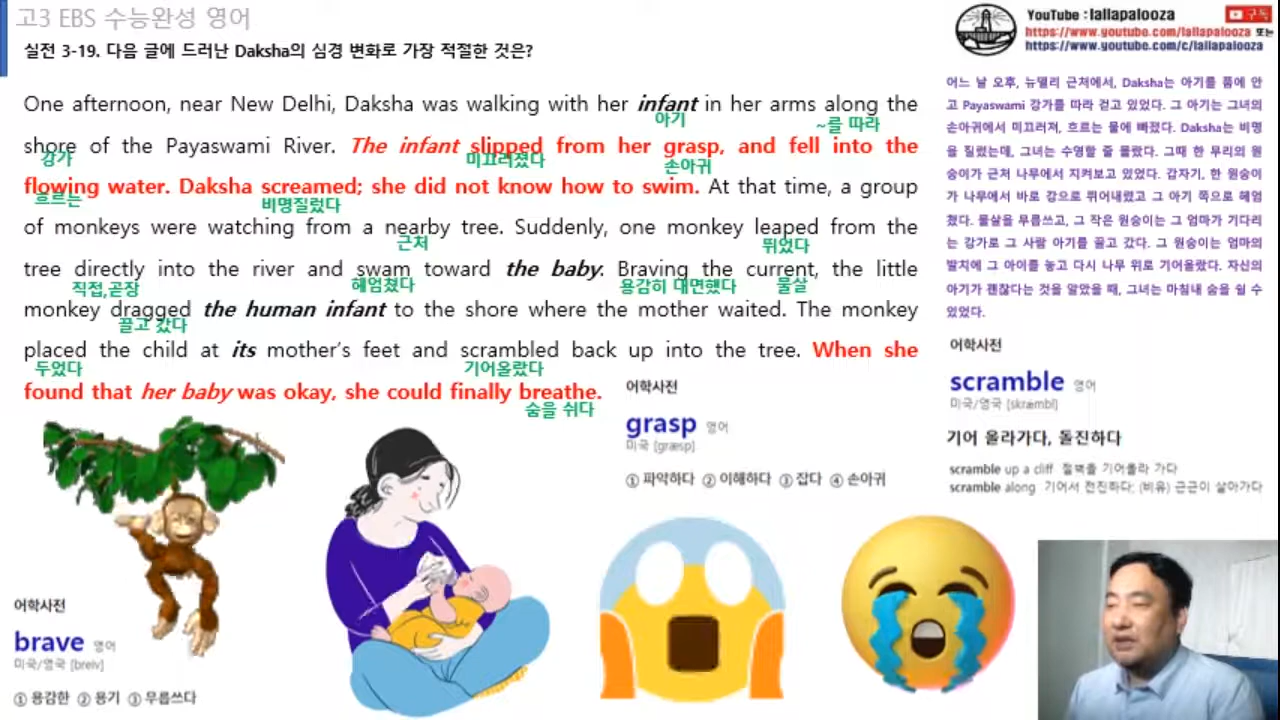 고3 EBS 수능완성 영어
실전 3-19. 다음 글에 드러난 Daksha의 심경 변화로 가장 적절한 것은?
YouTube : lallapalooza
구독
https://www.youtube.com/lallapalooza 또는
https://www.youtube.com/c/lallapalooza
One afternoon, near New Delhi, Daksha was walking with her infant in her arms along the
아기
~를 따라
shore of the Payaswami River. The infant slipped from her grasp, and fell into the
강가
미끄러졌다
손아귀
flowing water. Daksha screamed; she did not know how to swim. At that time, a group
흐르는
비명질렀다
of monkeys were watching from a nearby tree. Suddenly, one monkey leaped from the
근처
뛰었다
tree directly into the river and swam toward the baby. Braving the current, the little
직접,곧장
헤엄쳤다
용감히 대면했다
물살
monkey dragged the human infant to the shore where the mother waited. The monkey
끌고 갔다
placed the child at its mother's feet and scrambled back up into the tree. When she
두었다
기어올랐다
found that her baby was okay, she could finally breathe.
숨을 쉬다
어느 날 오후, 뉴델리 근처에서, Daksha는 아기를 품에 안
고 Payaswami 강가를 따라 걷고 있었다. 그 아기는 그녀의
손아귀에서 미끄러져, 흐르는 물에 빠졌다. Daksha는 비명
을 질렀는데, 그녀는 수영할 줄 몰랐다. 그때 한 무리의 원
숭이가 근처 나무에서 지켜보고 있었다. 갑자기, 한 원숭이
가 나무에서 바로 강으로 뛰어내렸고 그 아기 쪽으로 헤엄
쳤다. 물살을 무릅쓰고, 그 작은 원숭이는 그 엄마가 기다리
는 강가로 그 사람 아기를 끌고 갔다. 그 원숭이는 엄마의
발치에 그 아이를 놓고 다시 나무 위로 기어올랐다. 자신의
아기가 괜찮다는 것을 알았을 때, 그녀는 마침내 숨을 쉴 수
있었다.
어학사전
scramble 영어
미국/영국 [skræmbl]
기어 올라가다, 돌진하다
scramble up a cliff 절벽을 기어올라 가다
scramble along 기어서 전진하다; (비유) 근근이 살아가다
어학사전
grasp 영어
미국 [græsp]
① 파악하다 ② 이해하다 ③ 잡다 ④ 손아귀
어학사전
brave 영어
미국/영국 [breiv]
① 용감한 ② 용기 ③ 무릅쓰다